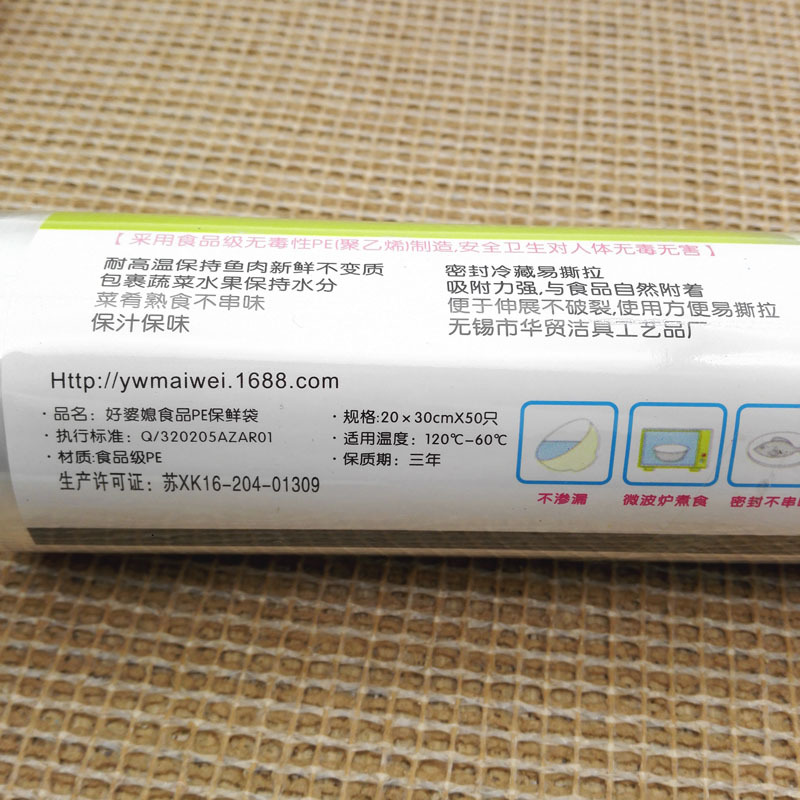 【采用食品级无毒性PE(聚乙烯)制造,安全卫生对人体无毒无害】
耐高温保持鱼肉新鲜不变质
包裹蔬菜水果保持水分
菜肴熟食不串味
保汁保味
密封冷藏易撕拉
吸附力强,与食品自然附着
便于伸展不破裂,使用方便易撕拉
无锡市华贸洁具工艺品厂
Http://ywmaiwei.1688.com
·品名：好婆媳食品PE保鲜袋
·执行标准：Q/320205AZAR01
·材质:食品级PE
生产许可证：苏XK16-204-01309
·规格:20×30cmX50只
·适用温度：120℃-60℃
·保质期：三年
不渗漏
微波炉煮食
密封不串